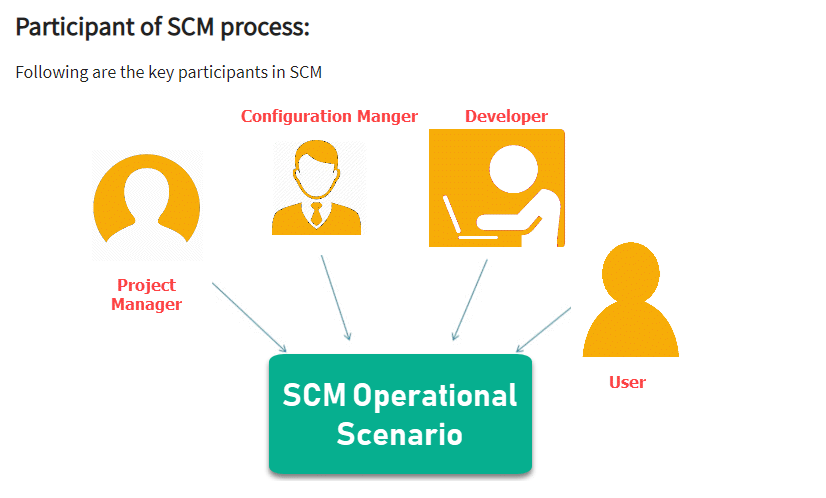 Participant of SCM process:
Following are the key participants in SCM
Configuration Manger
Developer
Project
Manager
User
SCM Operational
Scenario